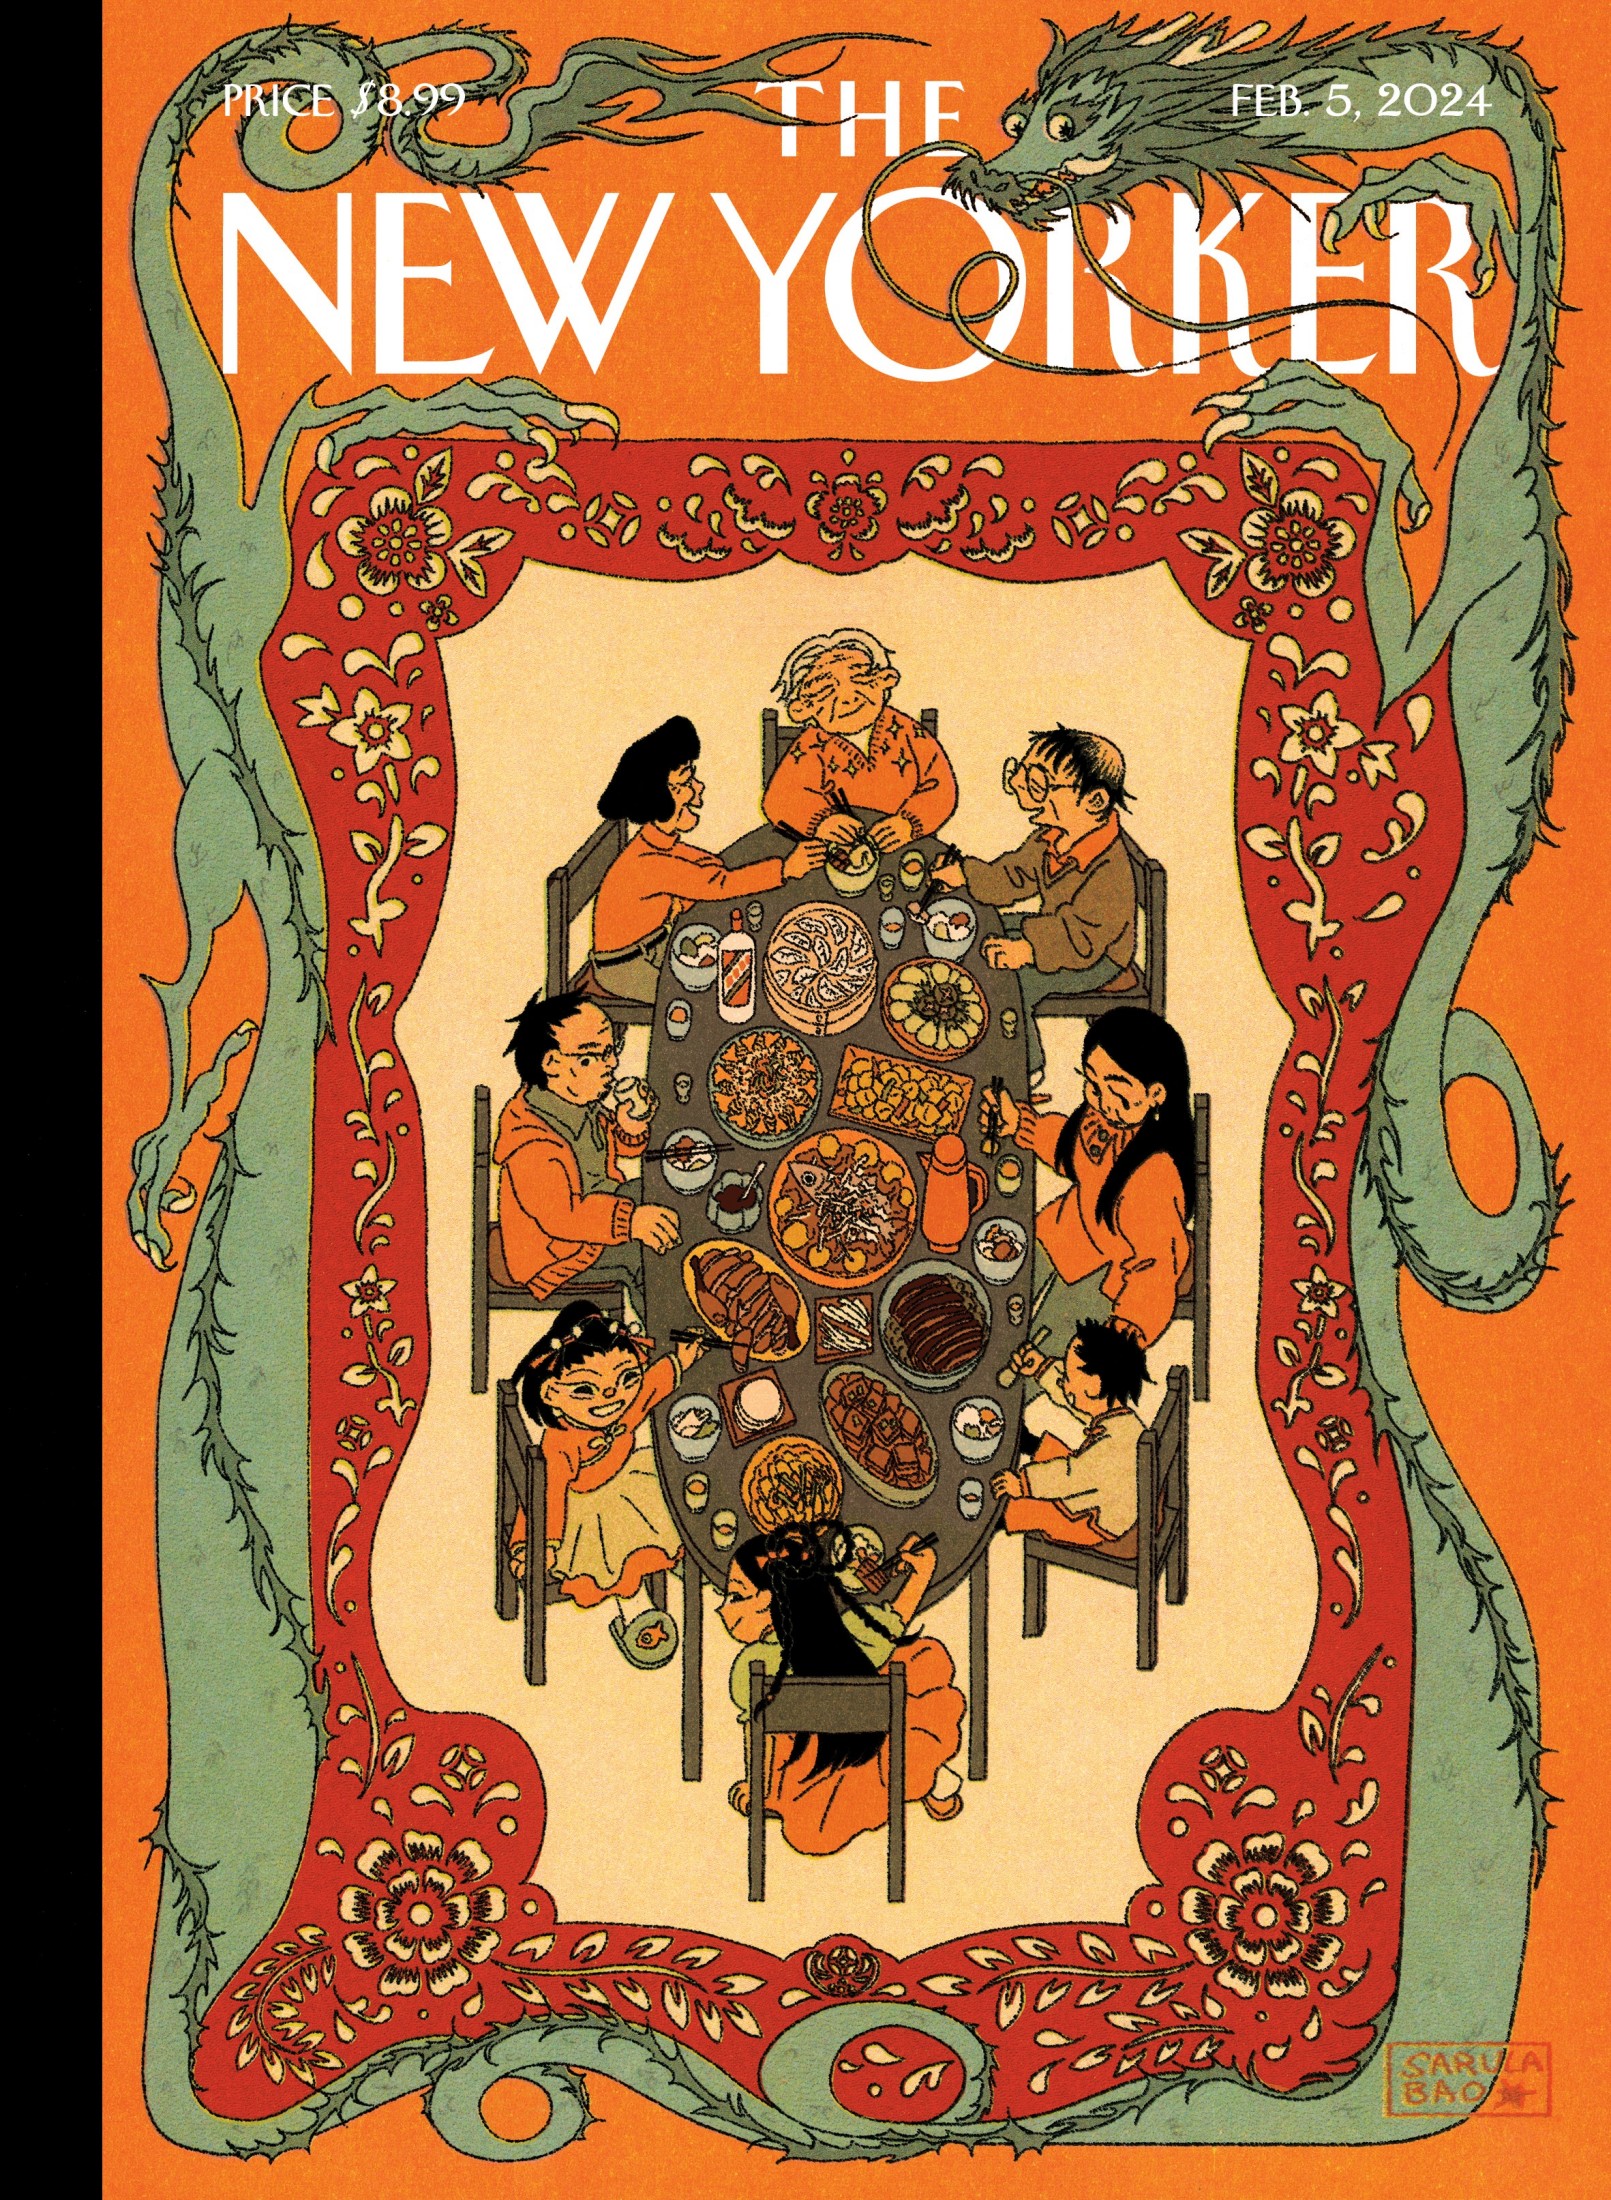 PRICE $8.99
THE
FEB. 5, 2024
NEW YORKER
SARULA
BAO